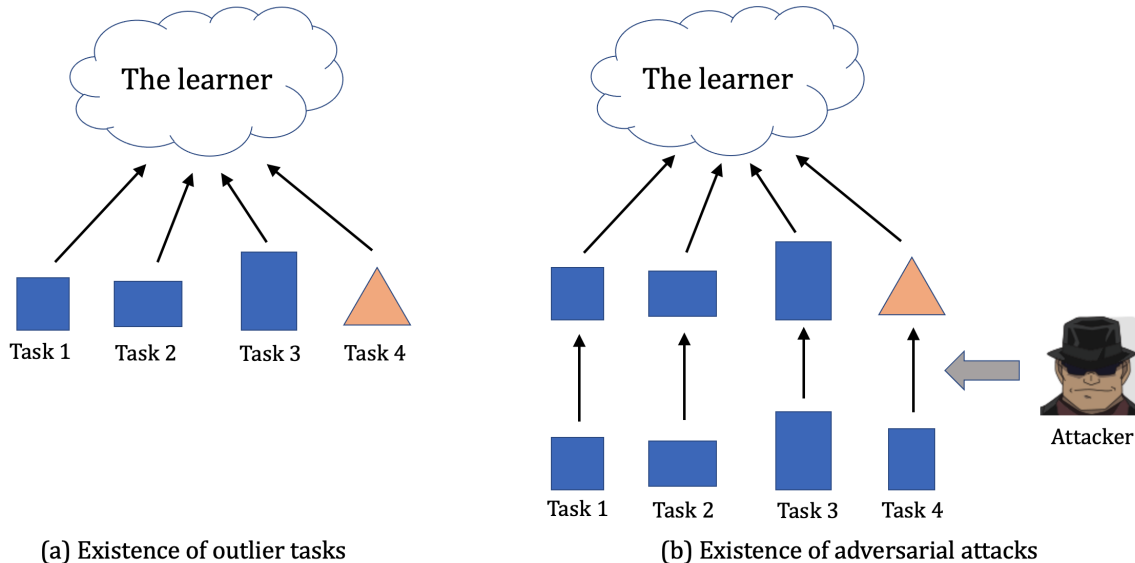 The learner
Task 1
Task 2
Task 3
Task 4
(a) Existence of outlier tasks
The learner
Attacker
Task 1
Task 2
Task 3
Task 4
(b) Existence of adversarial attacks